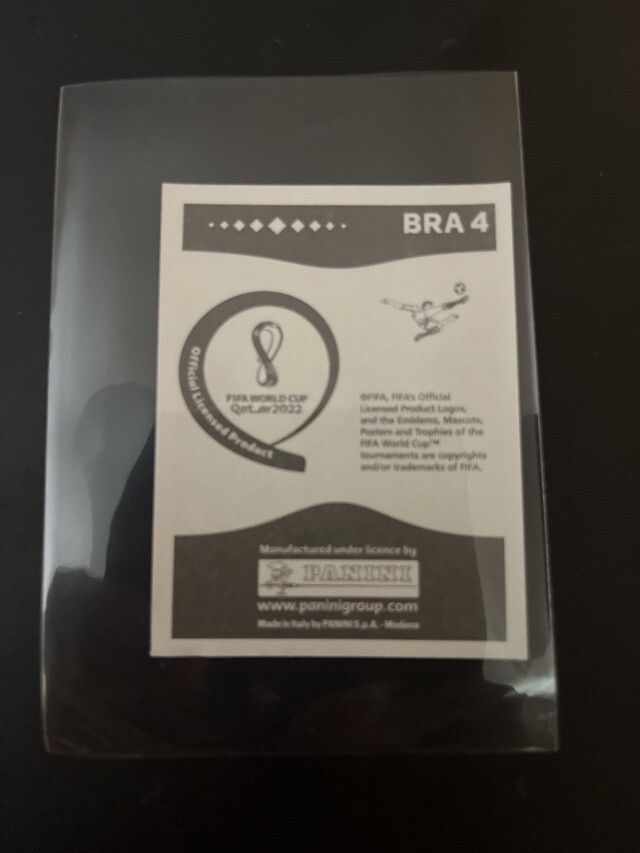 BRA 4
Official Licensed Product
FIFA WORLD CUP
Qatar2022
©FIFA, FIFA's Official
Licensed Product Logos,
and the Emblems, Mascots,
Posters and Trophies of the
FIFA World Cup™
tournaments are copyrights
and/or trademarks of FIFA.
Manufactured under licence by
PANINI
www.paninigroup.com
Made in Italy by PANINI S.p.A. - Modena